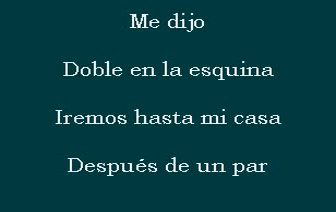 Me dijo
Doble en la esquina
Iremos hasta mi casa
Después de un par